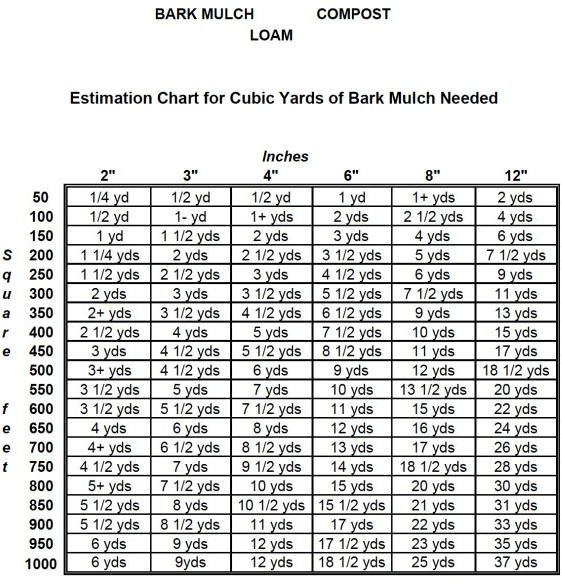 BARK MULCH COMPOST
LOAM
Estimation Chart for Cubic Yards of Bark Mulch Needed
Inches
2" 3" 4" 6" 8" 12"
50 1/4 yd 1/2 yd 1/2 yd 1 yd 1+ yds 2 yds
100 1/2 yd 1- yd 1+ yds 2 yds 2 1/2 yds 4 yds
150 1 yd 1 1/2 yds 2 yds 3 yds 4 yds 6 yds
S 200 1 1/4 yds 2 yds 2 1/2 yds 3 1/2 yds 5 yds 7 1/2 yds
q 250 1 1/2 yds 2 1/2 yds 3 yds 4 1/2 yds 6 yds 9 yds
u 300 2 yds 3 yds 3 1/2 yds 5 1/2 yds 7 1/2 yds 11 yds
a 350 2+ yds 3 1/2 yds 4 1/2 yds 6 1/2 yds 9 yds 13 yds
r 400 2 1/2 yds 4 yds 5 yds 7 1/2 yds 10 yds 15 yds
e 450 3 yds 4 1/2 yds 5 1/2 yds 8 1/2 yds 11 yds 17 yds
500 3+ yds 4 1/2 yds 6 yds 9 yds 12 yds 18 1/2 yds
550 3 1/2 yds 5 yds 7 yds 10 yds 13 1/2 yds 20 yds
f 600 3 1/2 yds 5 1/2 yds 7 1/2 yds 11 yds 15 yds 22 yds
e 650 4 yds 6 yds 8 yds 12 yds 16 yds 24 yds
e 700 4+ yds 6 1/2 yds 8 1/2 yds 13 yds 17 yds 26 yds
t 750 4 1/2 yds 7 yds 9 1/2 yds 14 yds 18 1/2 yds 28 yds
800 5+ yds 7 1/2 yds 10 yds 15 yds 20 yds 30 yds
850 5 1/2 yds 8 yds 10 1/2 yds 15 1/2 yds 21 yds 31 yds
900 5 1/2 yds 8 1/2 yds 11 yds 17 yds 22 yds 33 yds
950 6 yds 9 yds 12 yds 17 1/2 yds 23 yds 35 yds
1000 6 yds 9yds 12 yds 18 1/2 yds 25 yds 37 yds